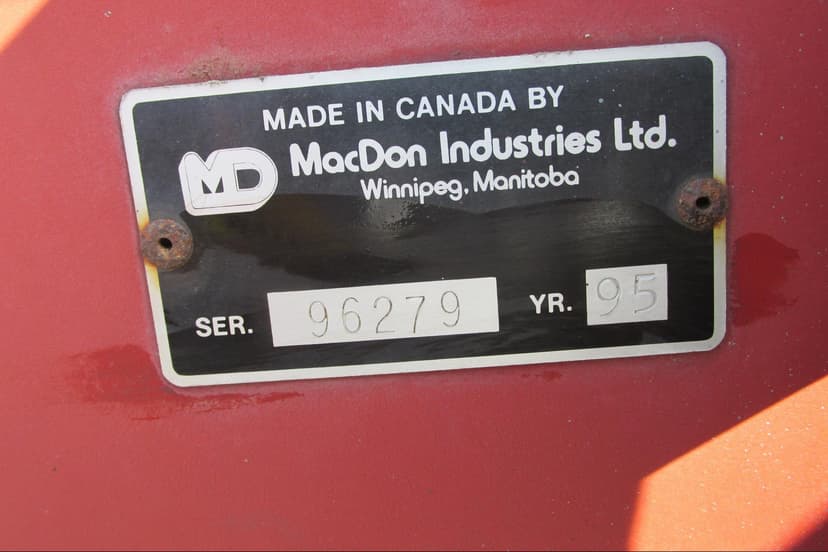 MADE IN CANADA BY
MD MacDon Industries Ltd.
Winnipeg, Manitoba
SER. 96279 YR. 95